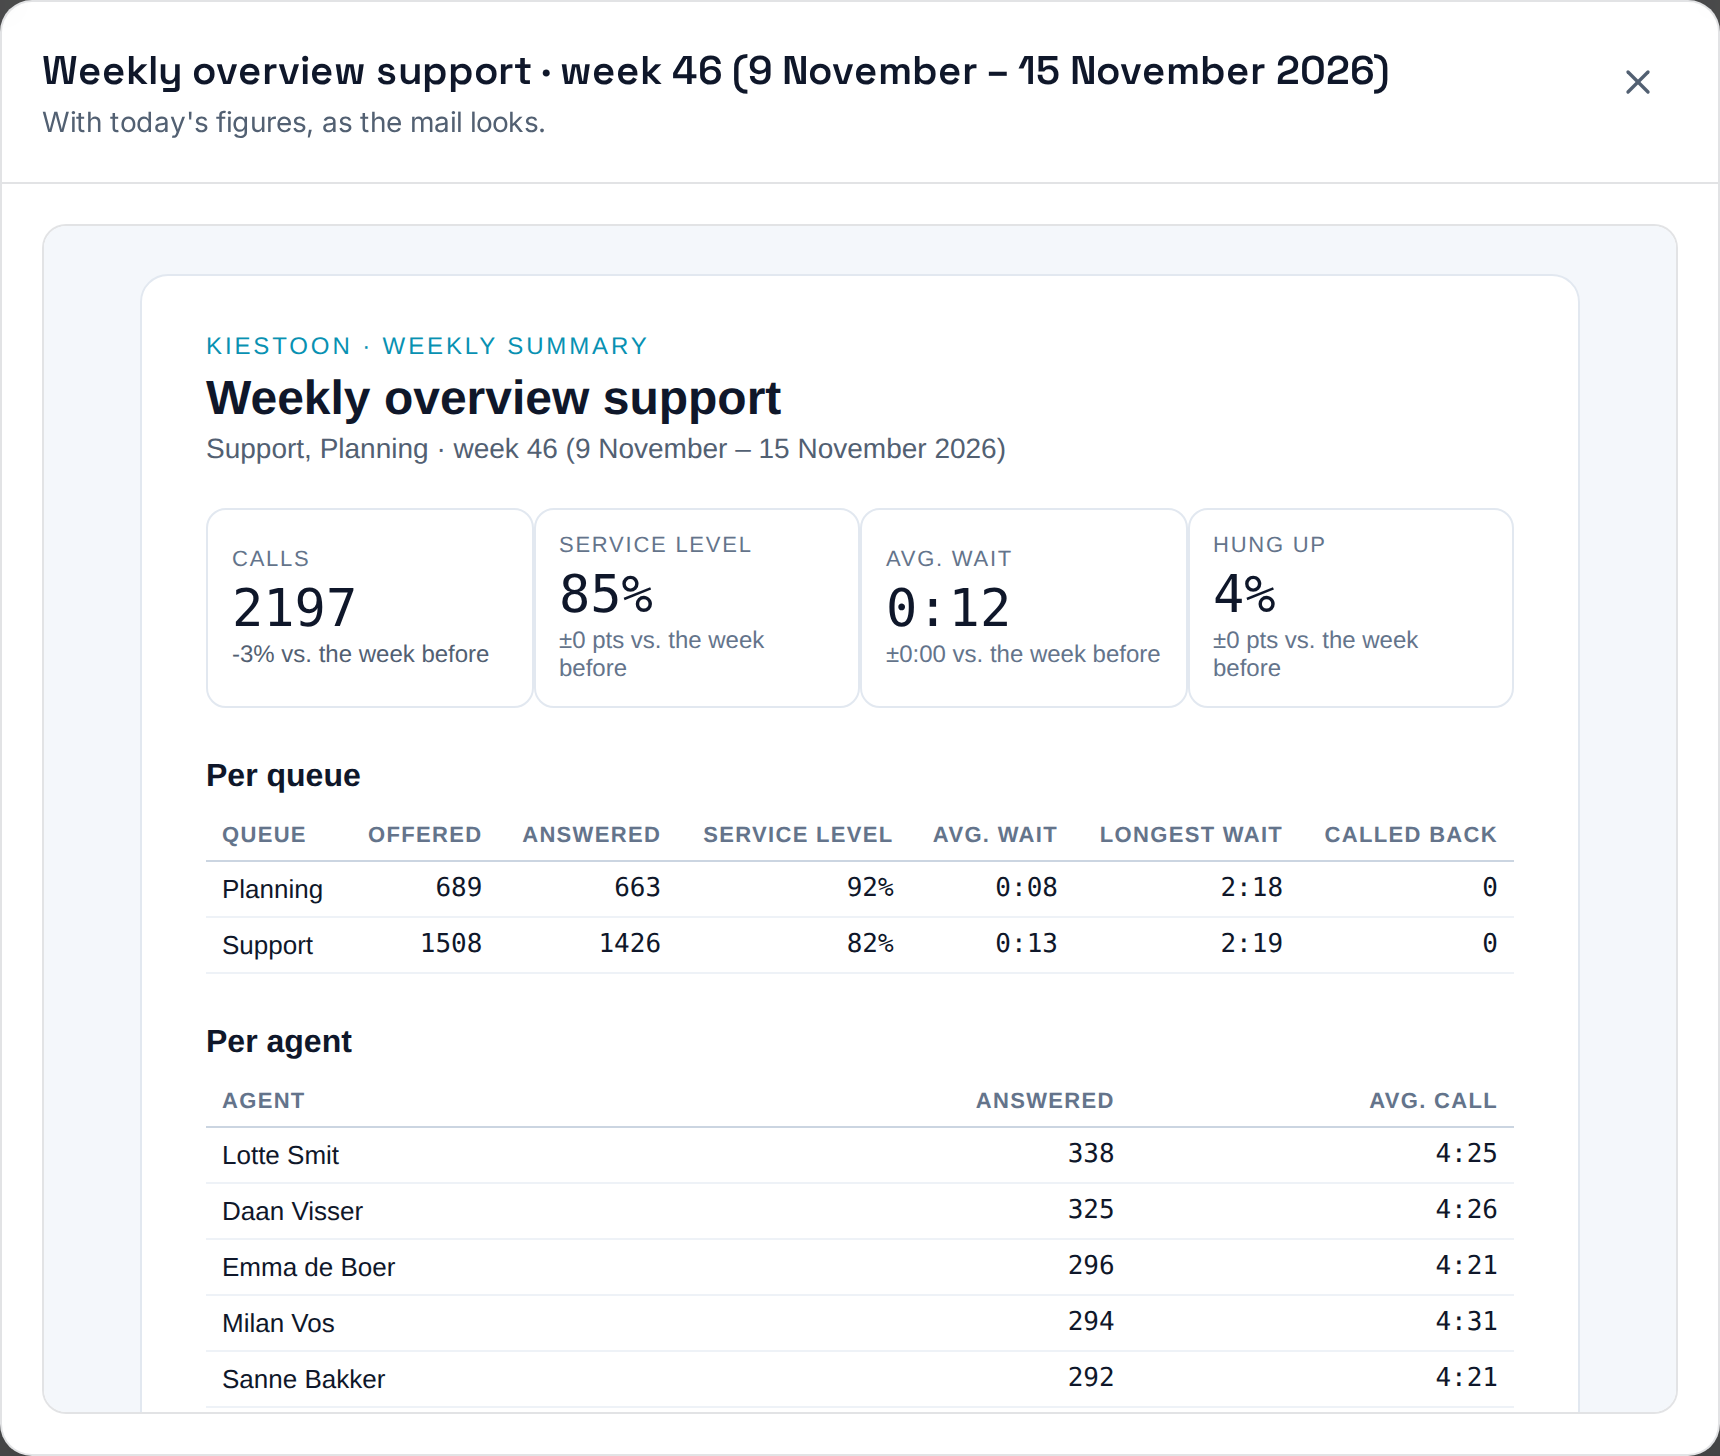 Weekly overview support · week 46 (9 November – 15 November 2026)
With today's figures, as the mail looks.
KIESTOON · WEEKLY SUMMARY
Weekly overview support
Support, Planning · week 46 (9 November – 15 November 2026)
CALLS
2197
-3% vs. the week before
SERVICE LEVEL
85%
±0 pts vs. the week
before
AVG. WAIT
0:12
±0:00 vs. the week before
HUNG UP
4%
±0 pts vs. the week
before
Per queue
QUEUE OFFERED ANSWERED SERVICE LEVEL AVG. WAIT LONGEST WAIT CALLED BACK
Planning 689 663 92% 0:08 2:18 0
Support 1508 1426 82% 0:13 2:19 0
Per agent
AGENT ANSWERED AVG. CALL
Lotte Smit 338 4:25
Daan Visser 325 4:26
Emma de Boer 296 4:21
Milan Vos 294 4:31
Sanne Bakker 292 4:21